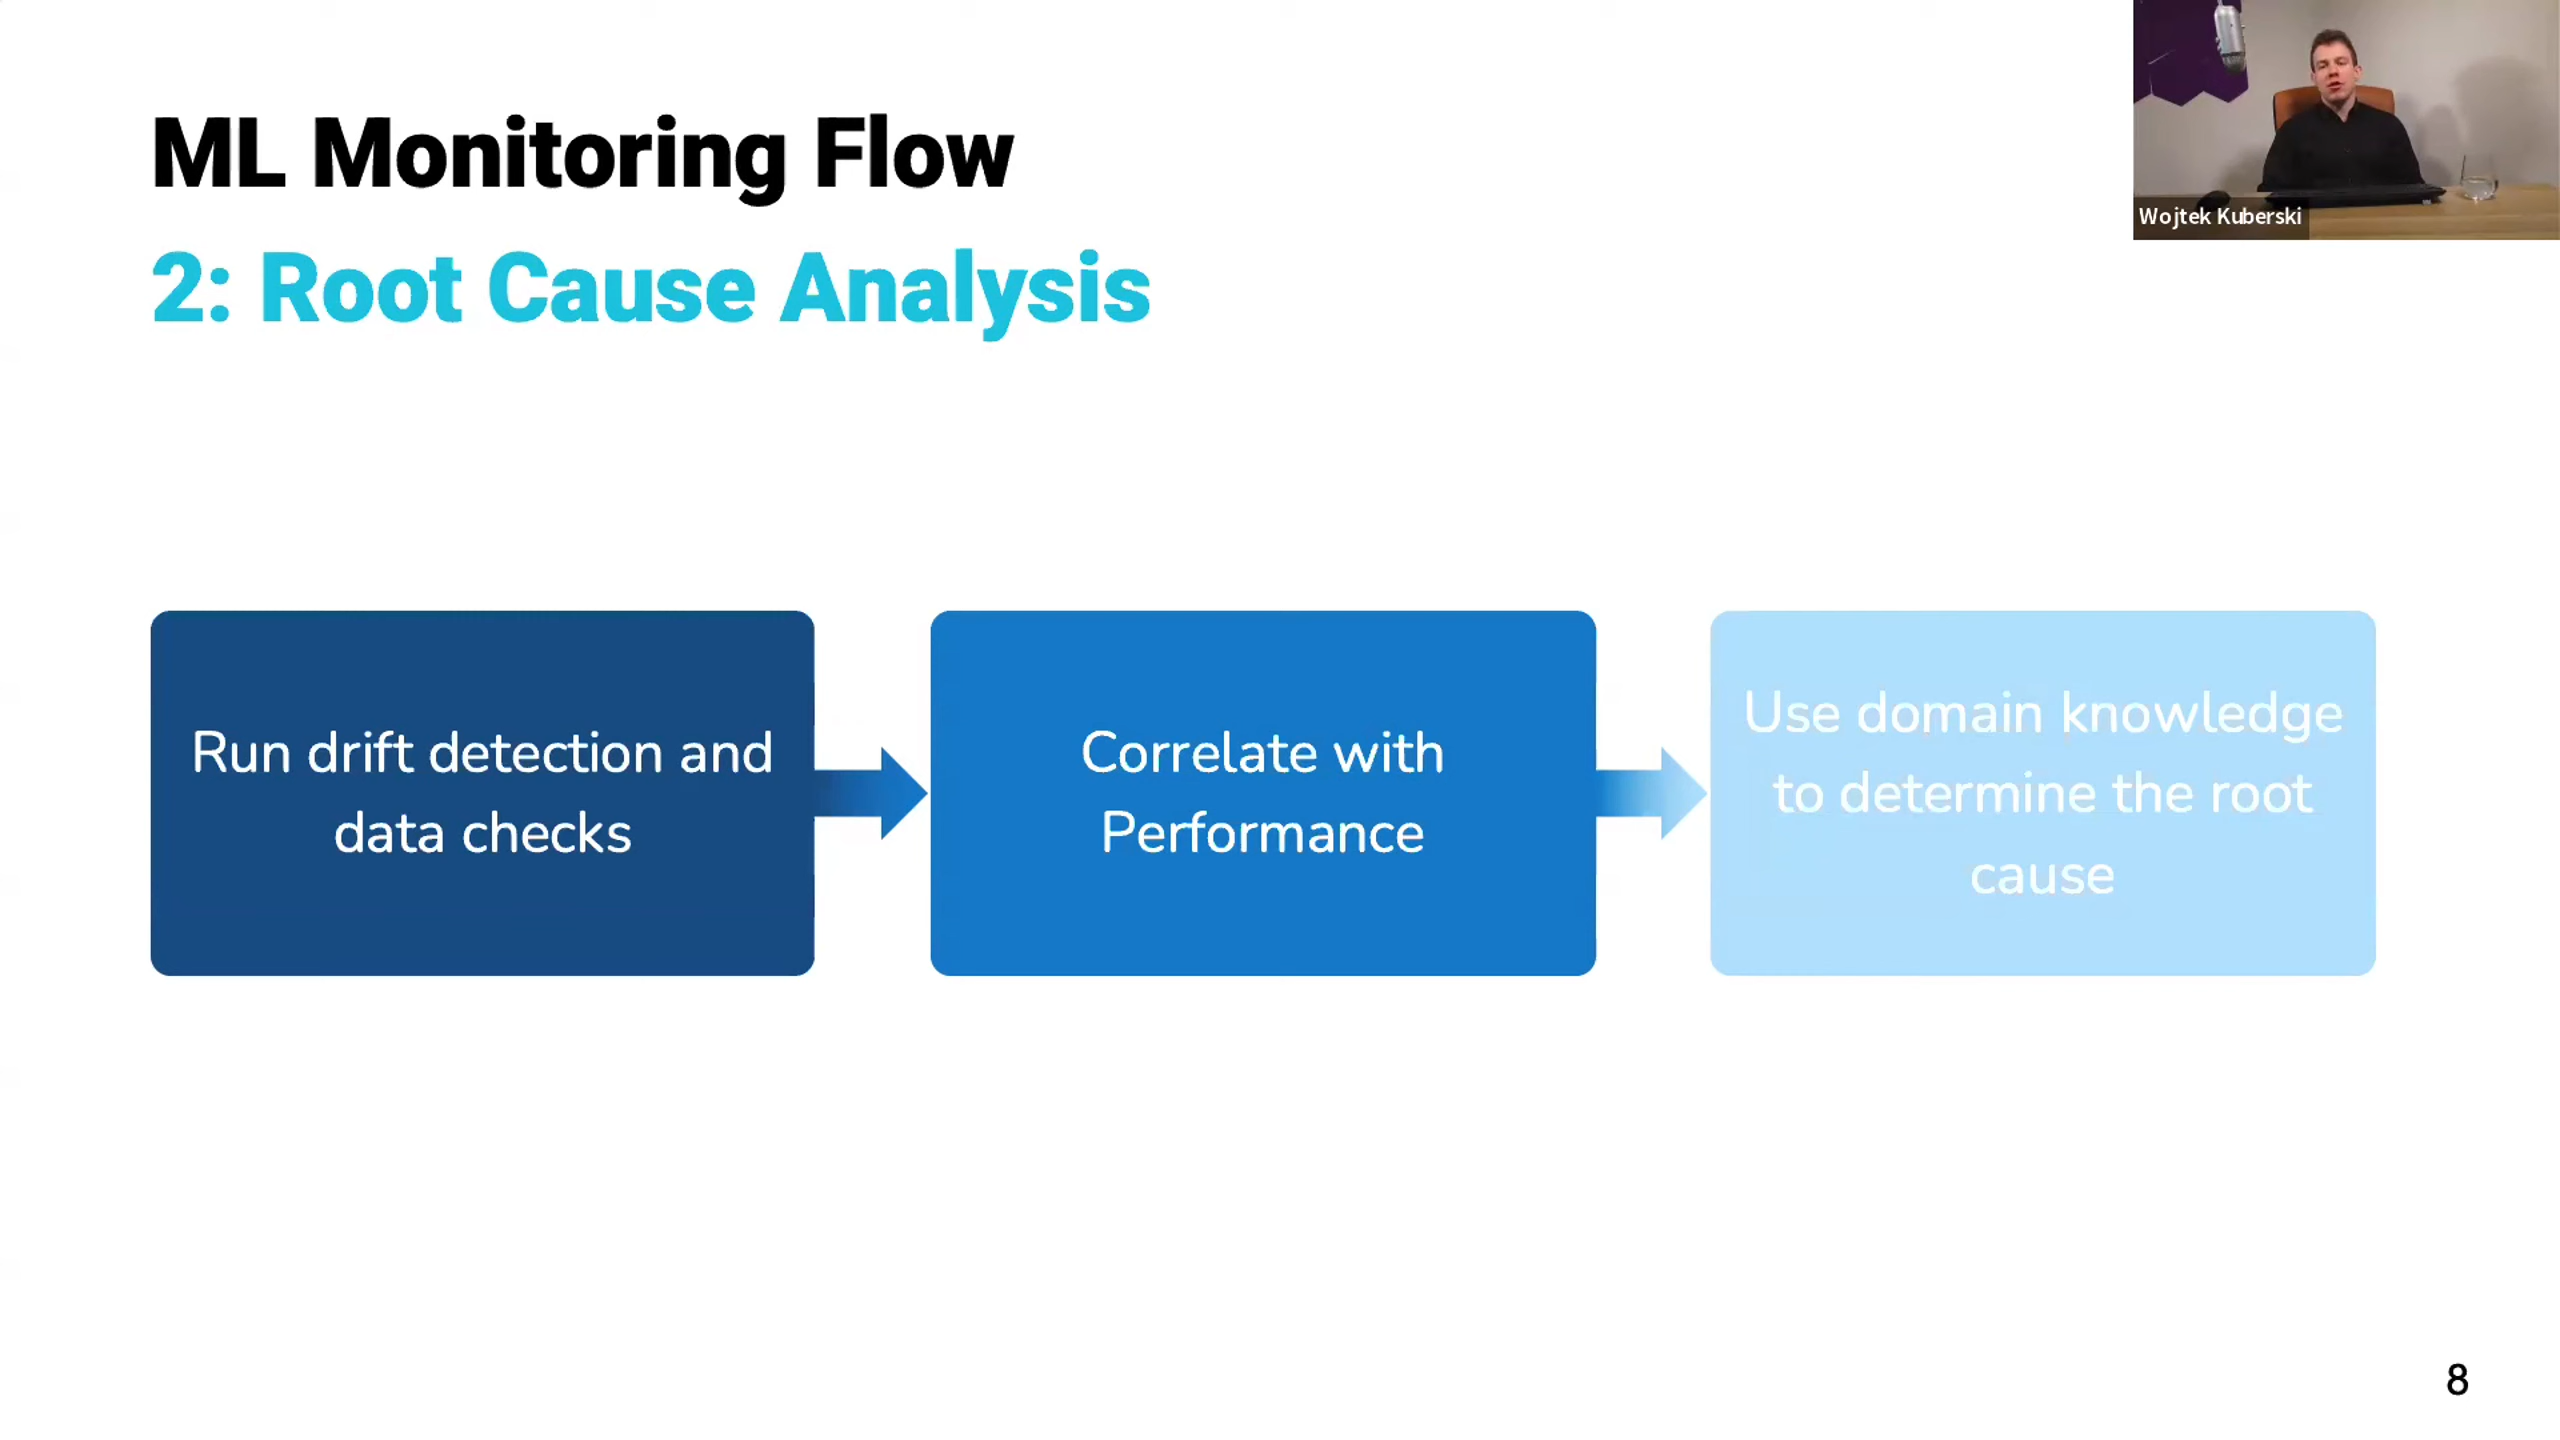 ML Monitoring Flow
2: Root Cause Analysis
Wojtek Kuberski
Run drift detection and
data checks
Correlate with
Performance
Use domain knowledge
to determine the root
cause
8